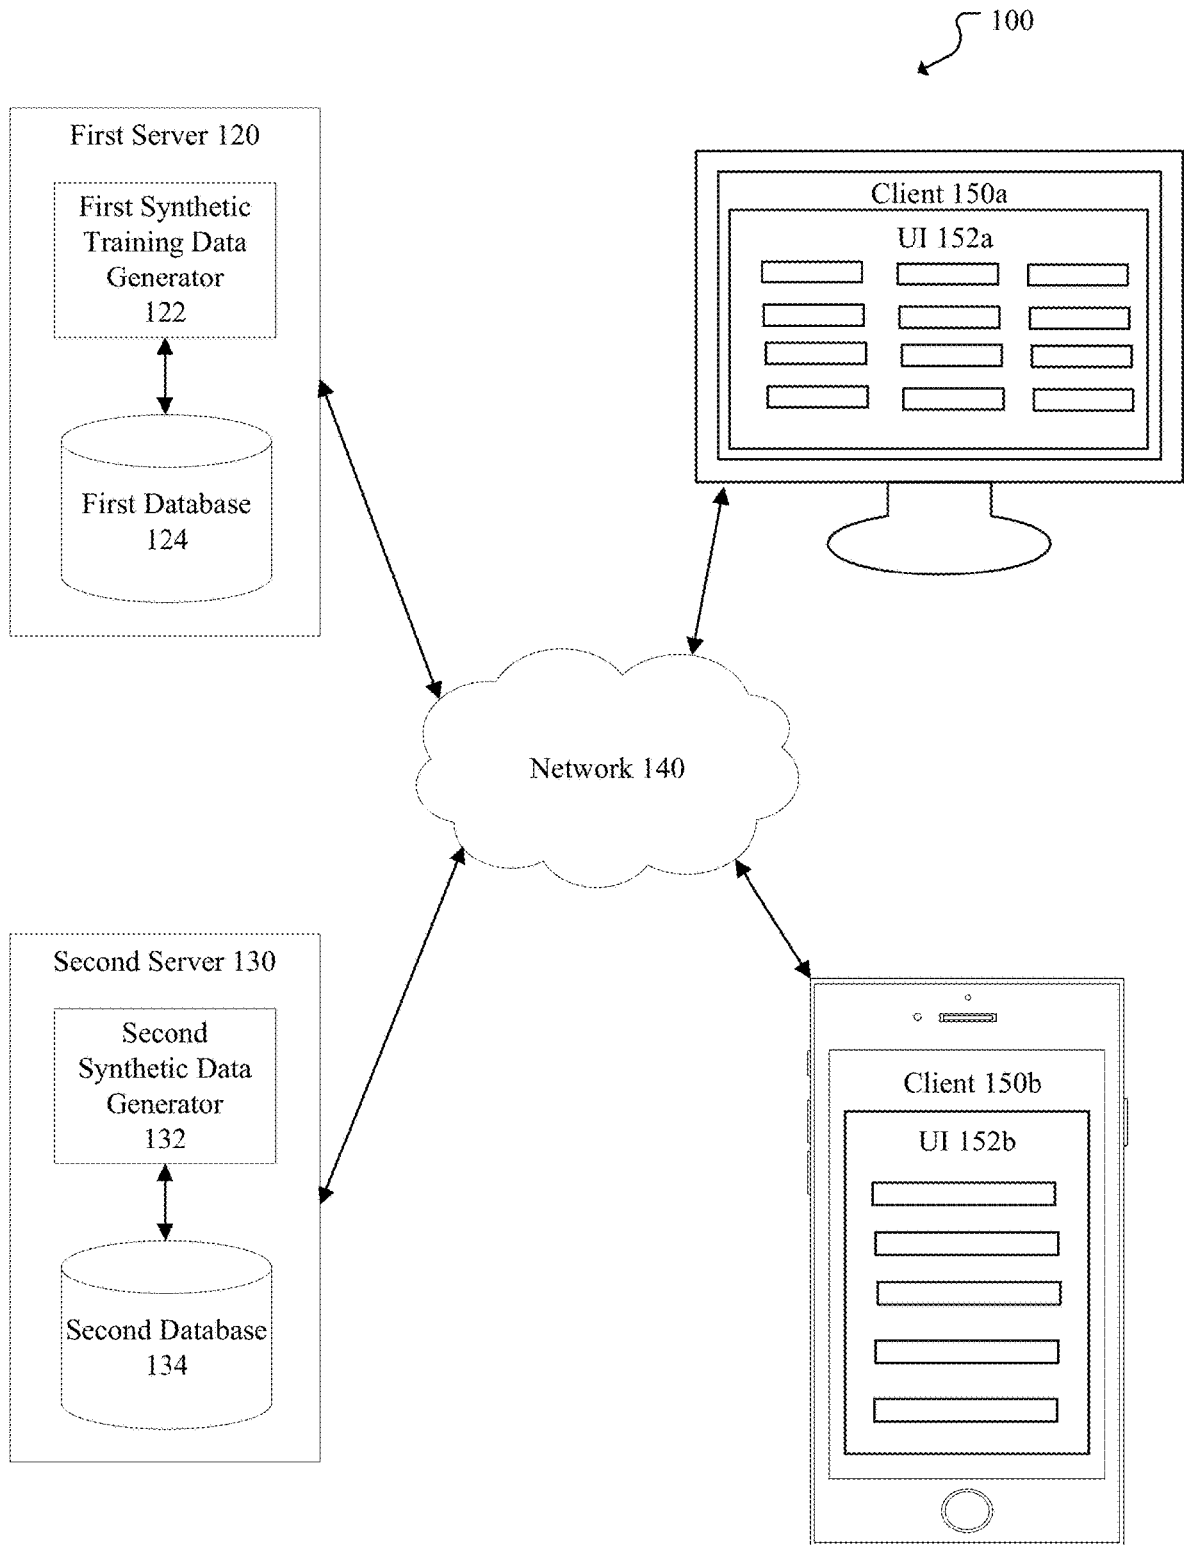 100
First Server 120
First Synthetic
Training Data
Generator
122
First Database
124
Client 150a
UI 152a
Network 140
Second Server 130
Second
Synthetic Data
Generator
132
Second Database
134
Client 150b
UI 152b